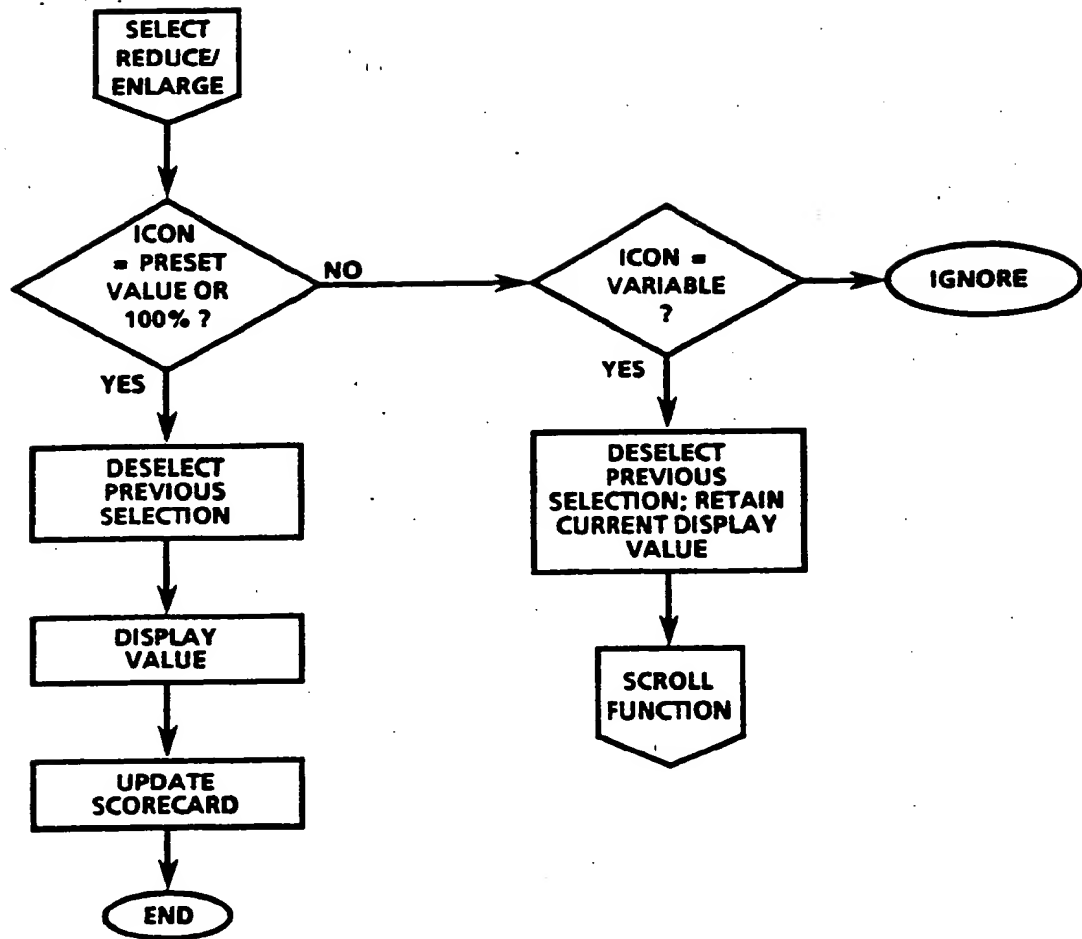 SELECT
REDUCE/
ENLARGE
ICON
= PRESET
VALUE OR
100% ?
NO
ICON =
VARIABLE
?
IGNORE
YES
YES
DESELECT
PREVIOUS
SELECTION
DESELECT
PREVIOUS
SELECTION; RETAIN
CURRENT DISPLAY
VALUE
DISPLAY
VALUE
SCROLL
FUNCTION
UPDATE
SCORECARD
END